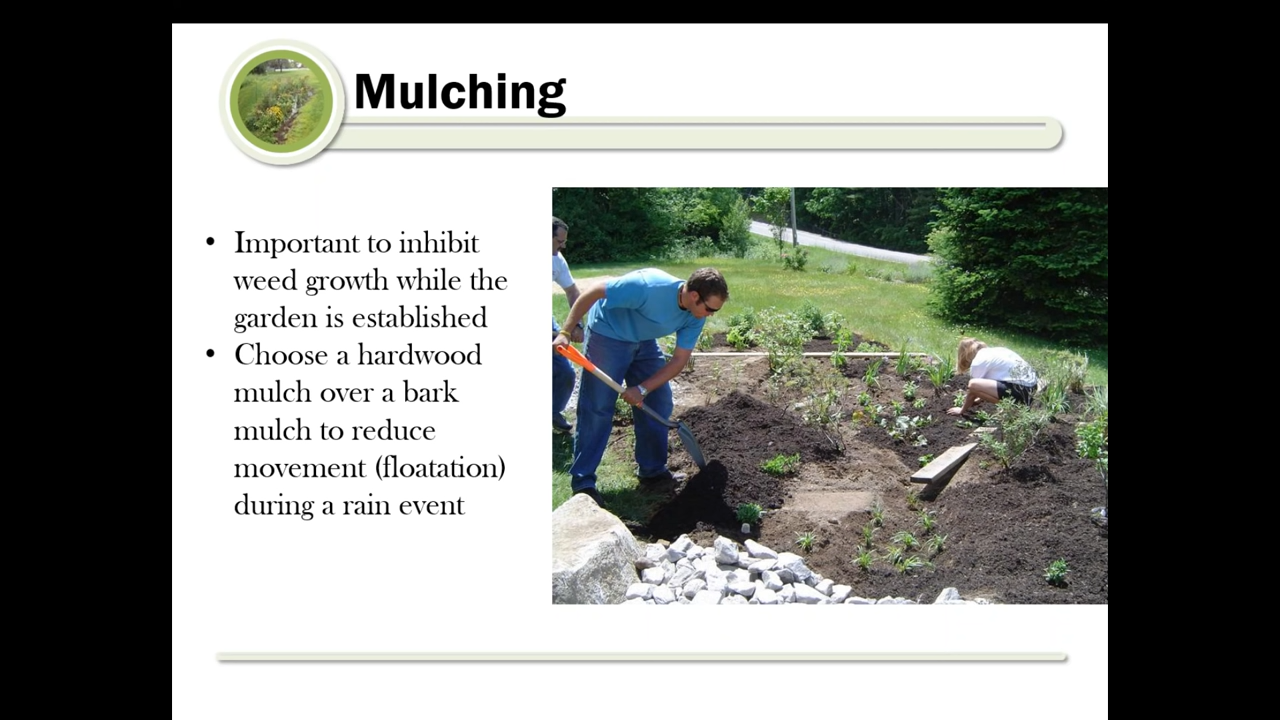 Mulching
• Important to inhibit
weed growth while the
garden is established
• Choose a hardwood
mulch over a bark
mulch to reduce
movement (floatation)
during a rain event